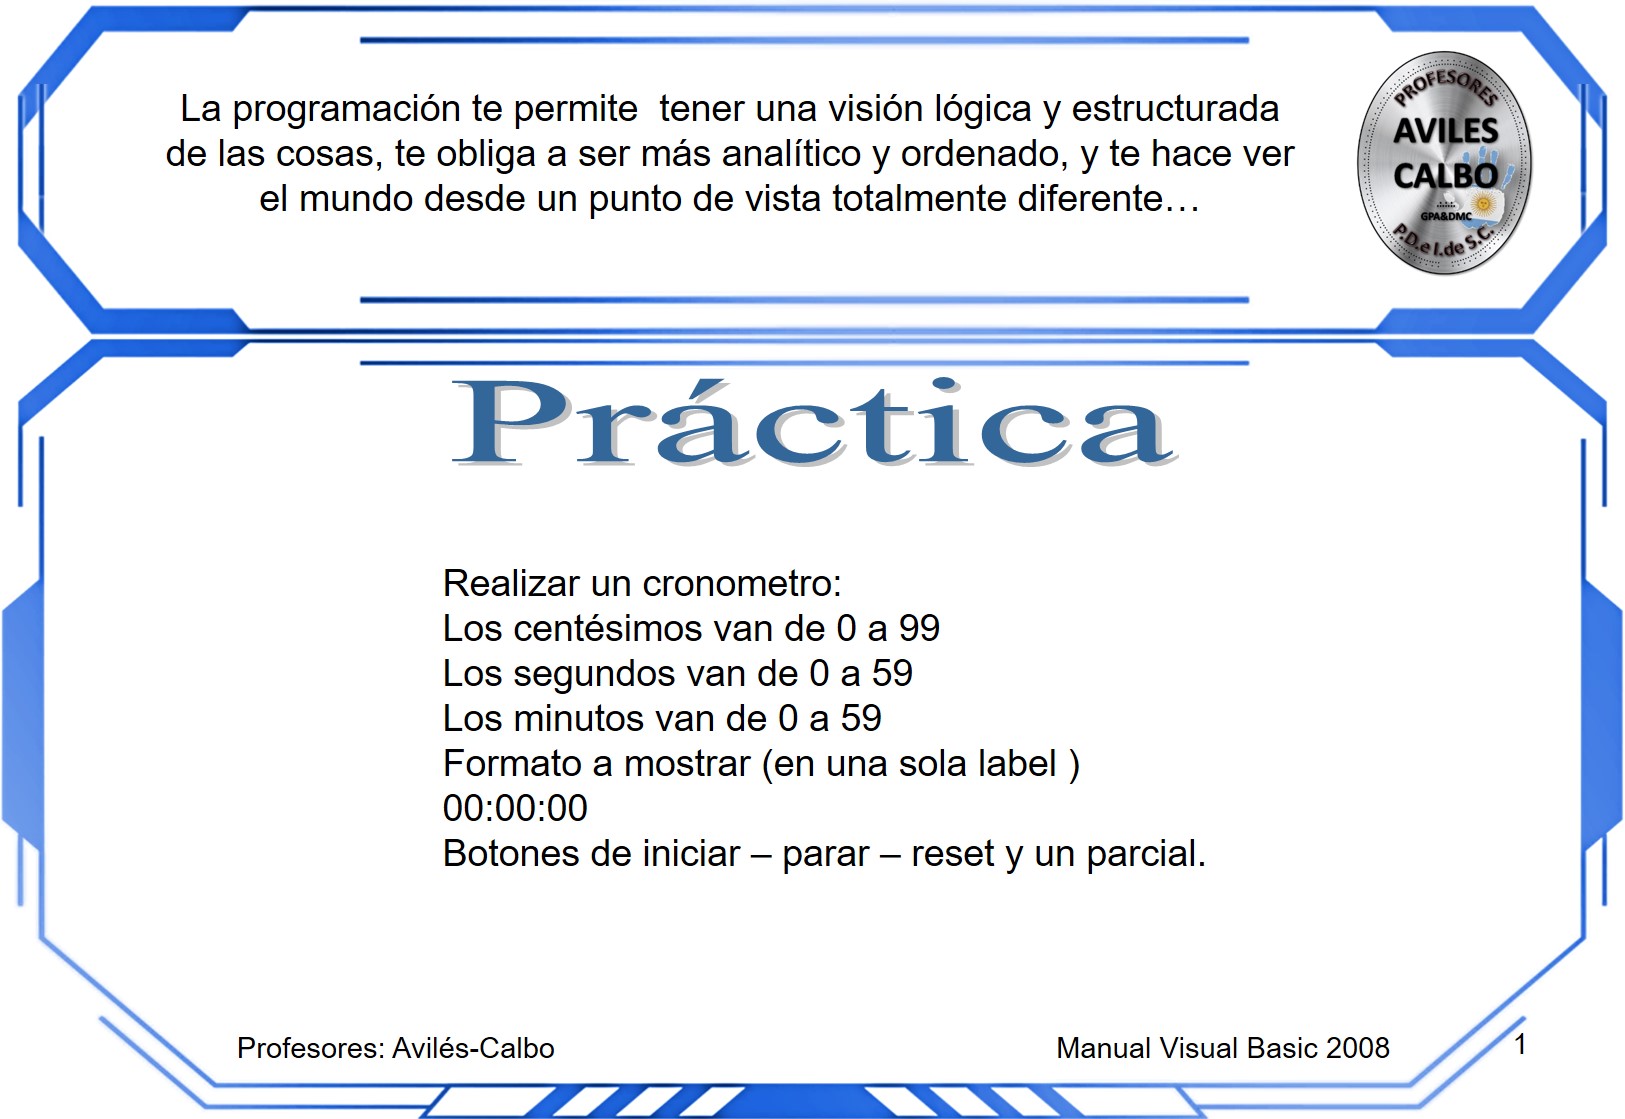 La programación te permite  tener una visión lógica y estructurada
de las cosas, te obliga a ser más analítico y ordenado, y te hace ver
el mundo desde un punto de vista totalmente diferente…
PROFESORES
AVILES
CALBO
GPA&DMC
P.D.e I.de S.C.
Práctica
Realizar un cronometro:
Los centésimos van de 0 a 99
Los segundos van de 0 a 59
Los minutos van de 0 a 59
Formato a mostrar (en una sola label )
00:00:00
Botones de iniciar – parar – reset y un parcial.
Profesores: Avilés-Calbo
Manual Visual Basic 2008
1